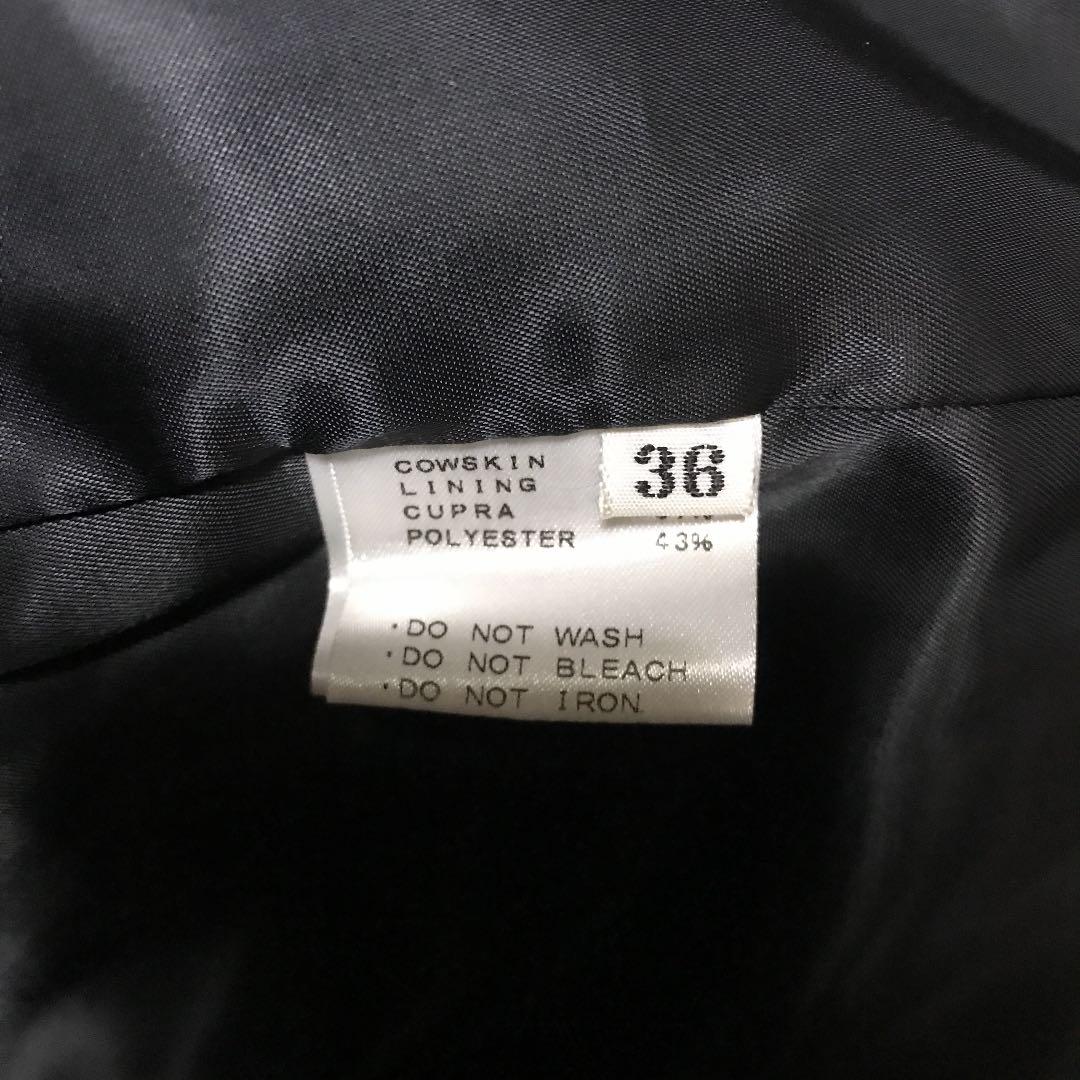 36
COWSKIN
LINING
CUPRA
POLYESTER 43%
・DO NOT WASH
・DO NOT BLEACH
・DO NOT IRON